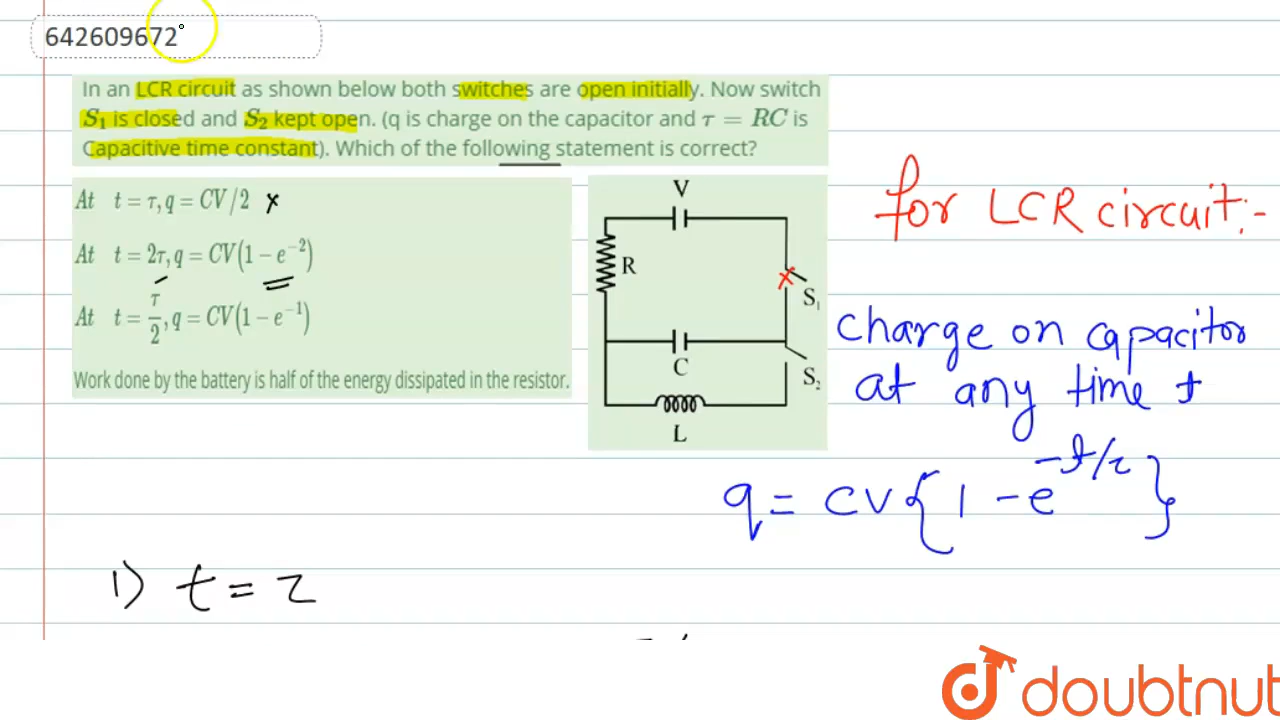 642609672
In an LCR circuit as shown below both switches are open initially. Now switch
S₁ is closed and S₂ kept open. (q is charge on the capacitor and τ = RC is
Capacitive time constant). Which of the following statement is correct?
At t = τ, q = CV/2 ×
At t = 2τ, q = CV(1 − e⁻²)
At t = τ/2, q = CV(1 − e⁻¹)
Work done by the battery is half of the energy dissipated in the resistor.
V
R
S₁
C
S₂
L
for LCR circuit:-
Charge on capacitor
at any time t
q = CV{1 − e^(−t/τ)}
1) t = τ
doubtnut